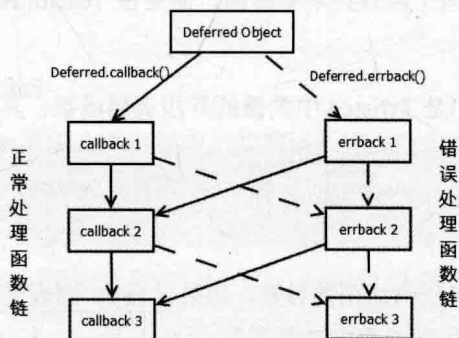 Deferred Object
Deferred.callback()
Deferred.errback()
callback 1
errback 1
callback 2
errback 2
callback 3
errback 3
正常处理函数链
错误处理函数链